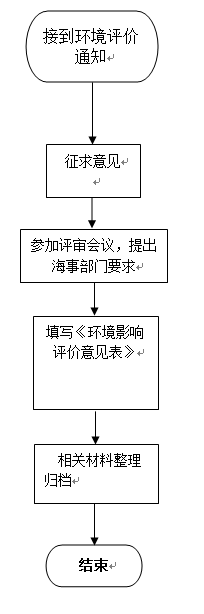 接到环境评价
通知↵
征求意见↵
↵
参加评审会议，提出
海事部门要求↵
填写《环境影响
评价意见表》↵
相关材料整理
归档↵
结束↵